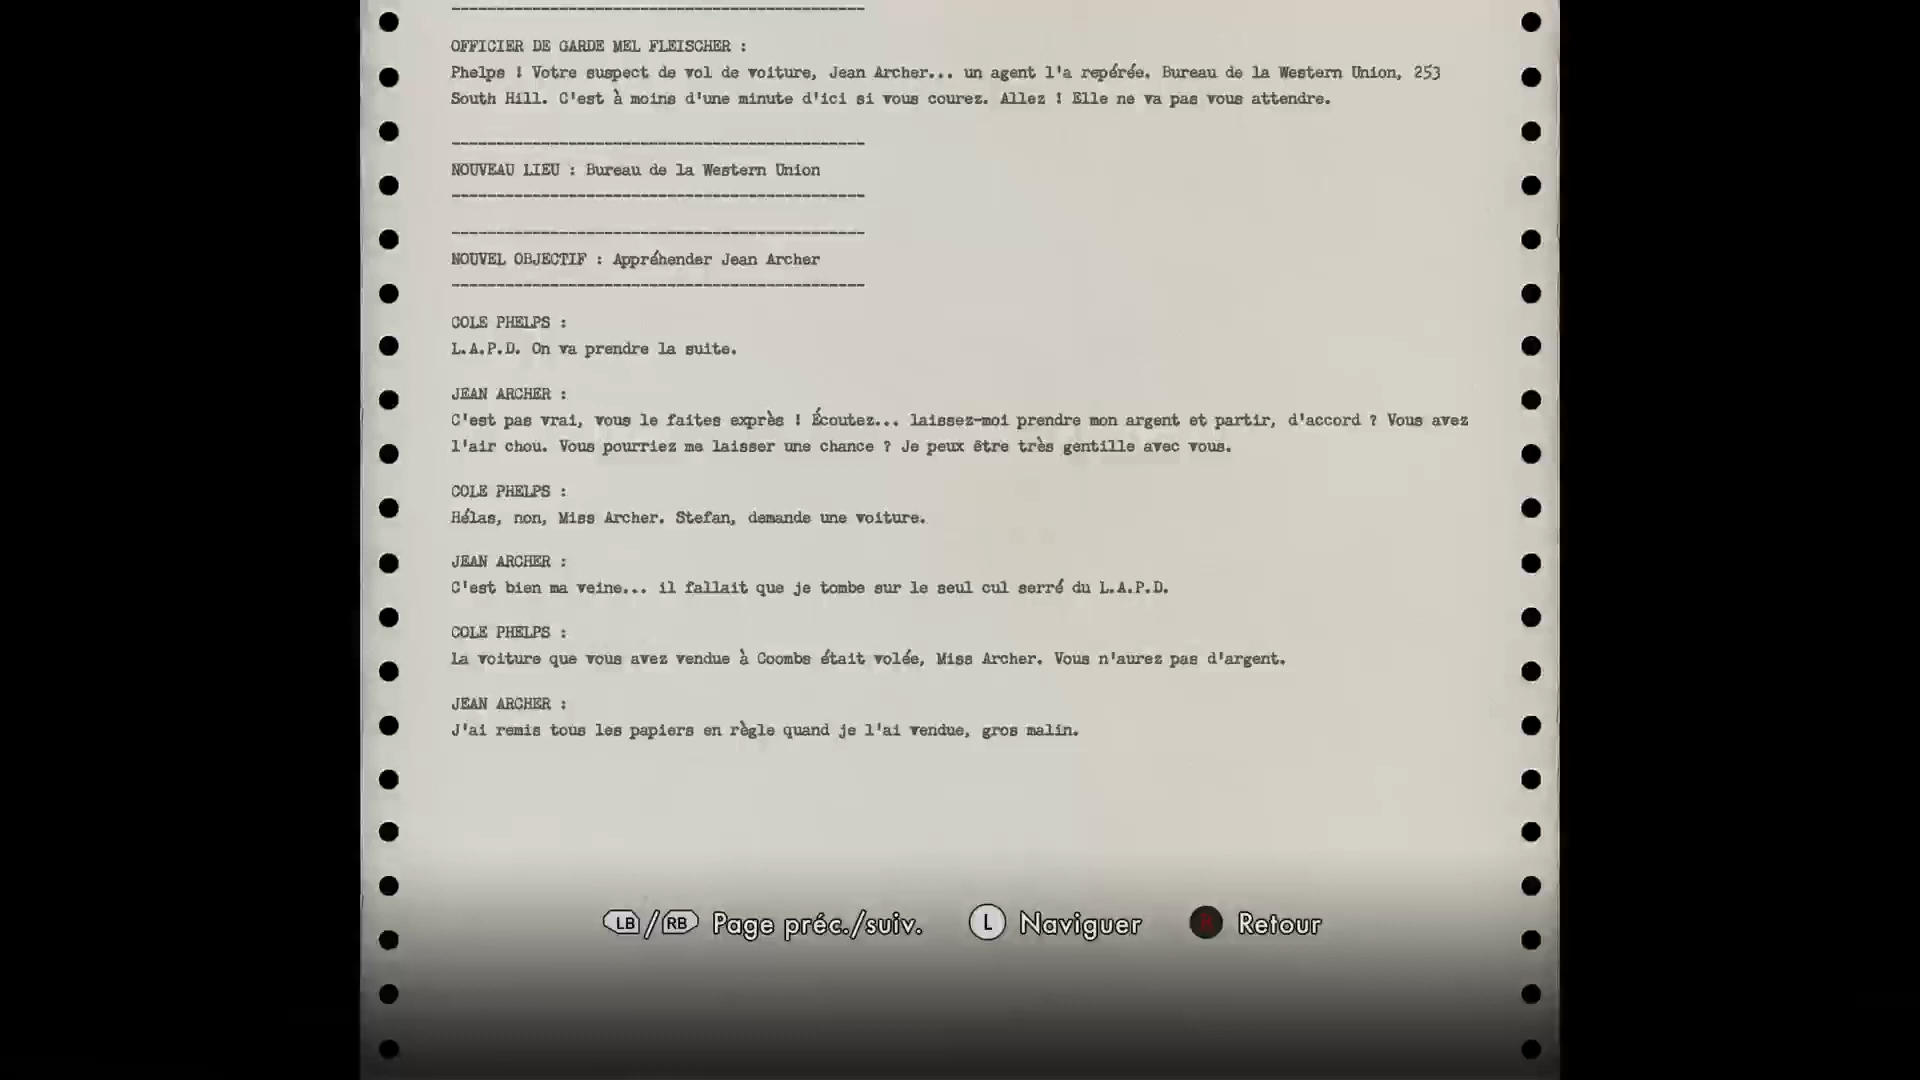 OFFICIER DE GARDE MEL FLEISCHER :
Phelps ! Votre suspect de vol de voiture, Jean Archer... un agent l'a repérée. Bureau de la Western Union, 253
South Hill. C'est à moins d'une minute d'ici si vous courez. Allez ! Elle ne va pas vous attendre.
NOUVEAU LIEU : Bureau de la Western Union
NOUVEL OBJECTIF : Appréhender Jean Archer
COLE PHELPS :
L.A.P.D. On va prendre la suite.
JEAN ARCHER :
C'est pas vrai, vous le faites exprès ! Écoutez... laissez-moi prendre mon argent et partir, d'accord ? Vous avez
l'air chou. Vous pourriez me laisser une chance ? Je peux être très gentille avec vous.
COLE PHELPS :
Hélas, non, Miss Archer. Stefan, demande une voiture.
JEAN ARCHER :
C'est bien ma veine... il fallait que je tombe sur le seul cul serré du L.A.P.D.
COLE PHELPS :
La voiture que vous avez vendue à Coombs était volée, Miss Archer. Vous n'aurez pas d'argent.
JEAN ARCHER :
J'ai remis tous les papiers en règle quand je l'ai vendue, gros malin.
LB/RB Page préc./suiv. L Naviguer B Retour